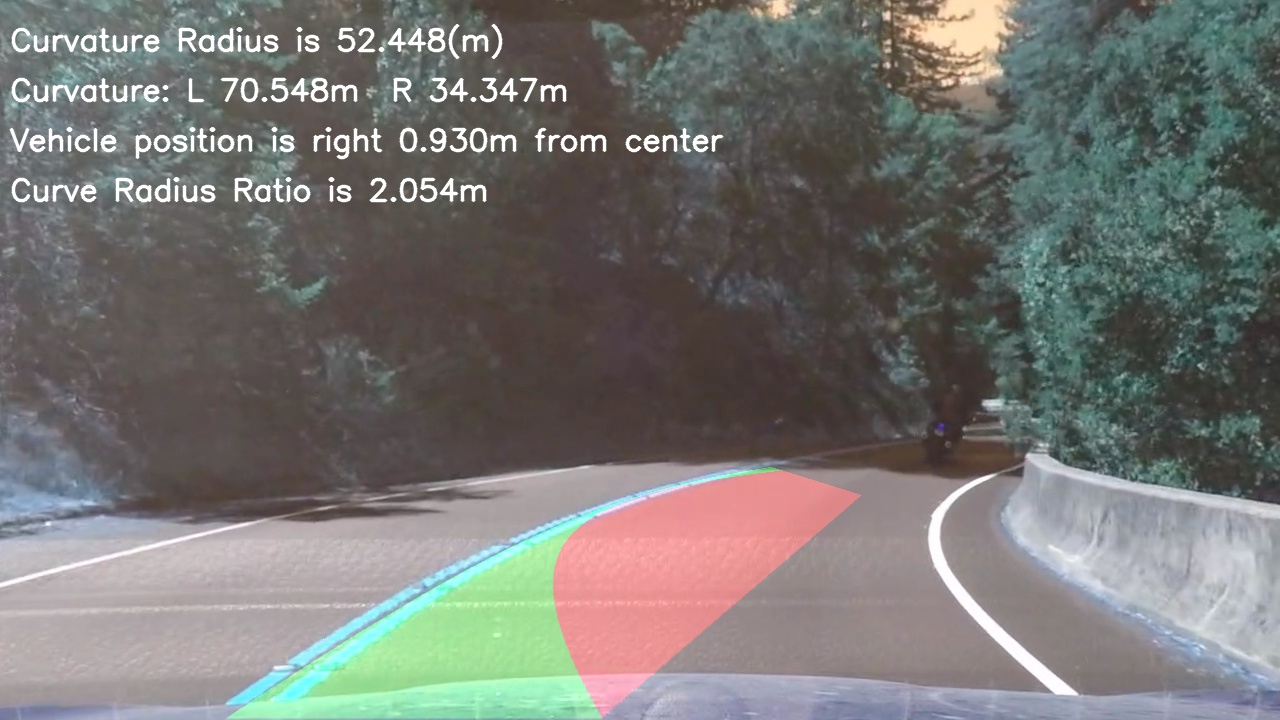 Curvature Radius is 52.448(m)
Curvature: L 70.548m R 34.347m
Vehicle position is right 0.930m from center
Curve Radius Ratio is 2.054m